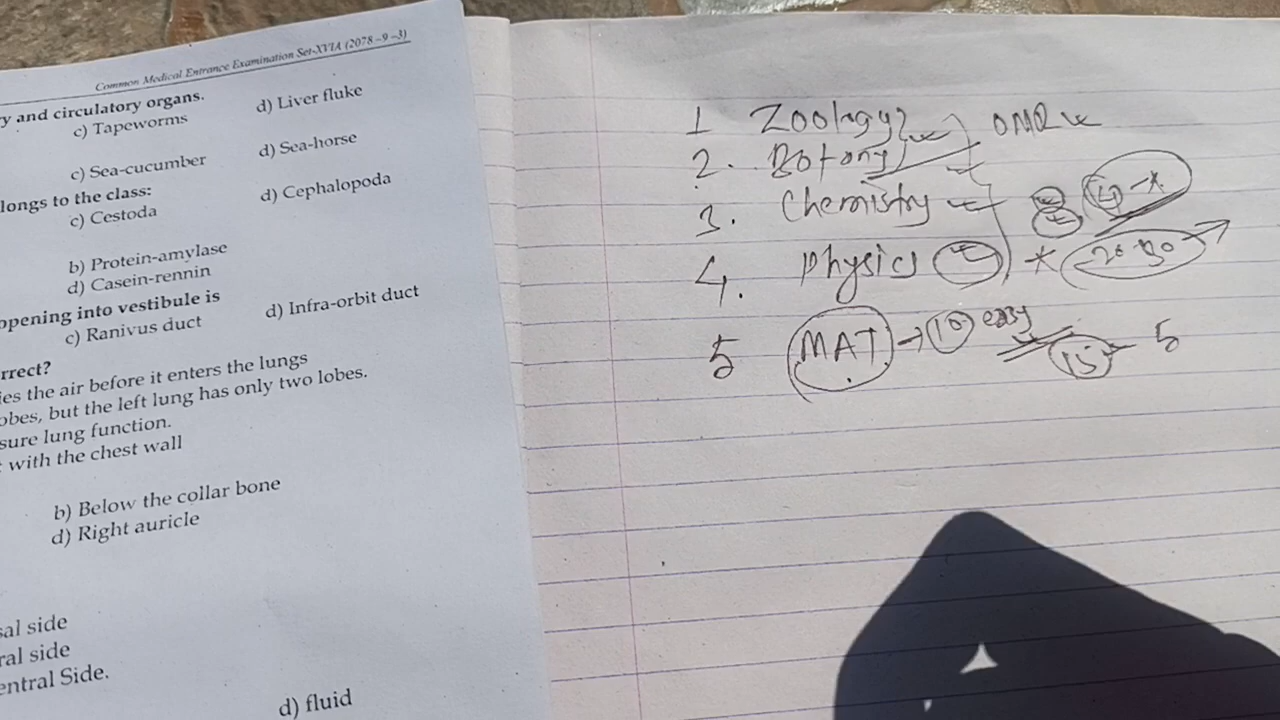 Common Medical Entrance Examination Set-XVIA (2078-9-3)
y and circulatory organs.
c) Tapeworms d) Liver fluke
c) Sea-cucumber d) Sea-horse
longs to the class:
c) Cestoda d) Cephalopoda
b) Protein-amylase
d) Casein-rennin
opening into vestibule is
c) Ranivus duct d) Infra-orbit duct
rrect?
ies the air before it enters the lungs
obes, but the left lung has only two lobes.
sure lung function.
with the chest wall
b) Below the collar bone
d) Right auricle
sal side
ral side
entral Side.
d) fluid
1 Zoology OMR
2. Botony
3. Chemistry
4. Physics
5 MAT → 10 easy 15 5